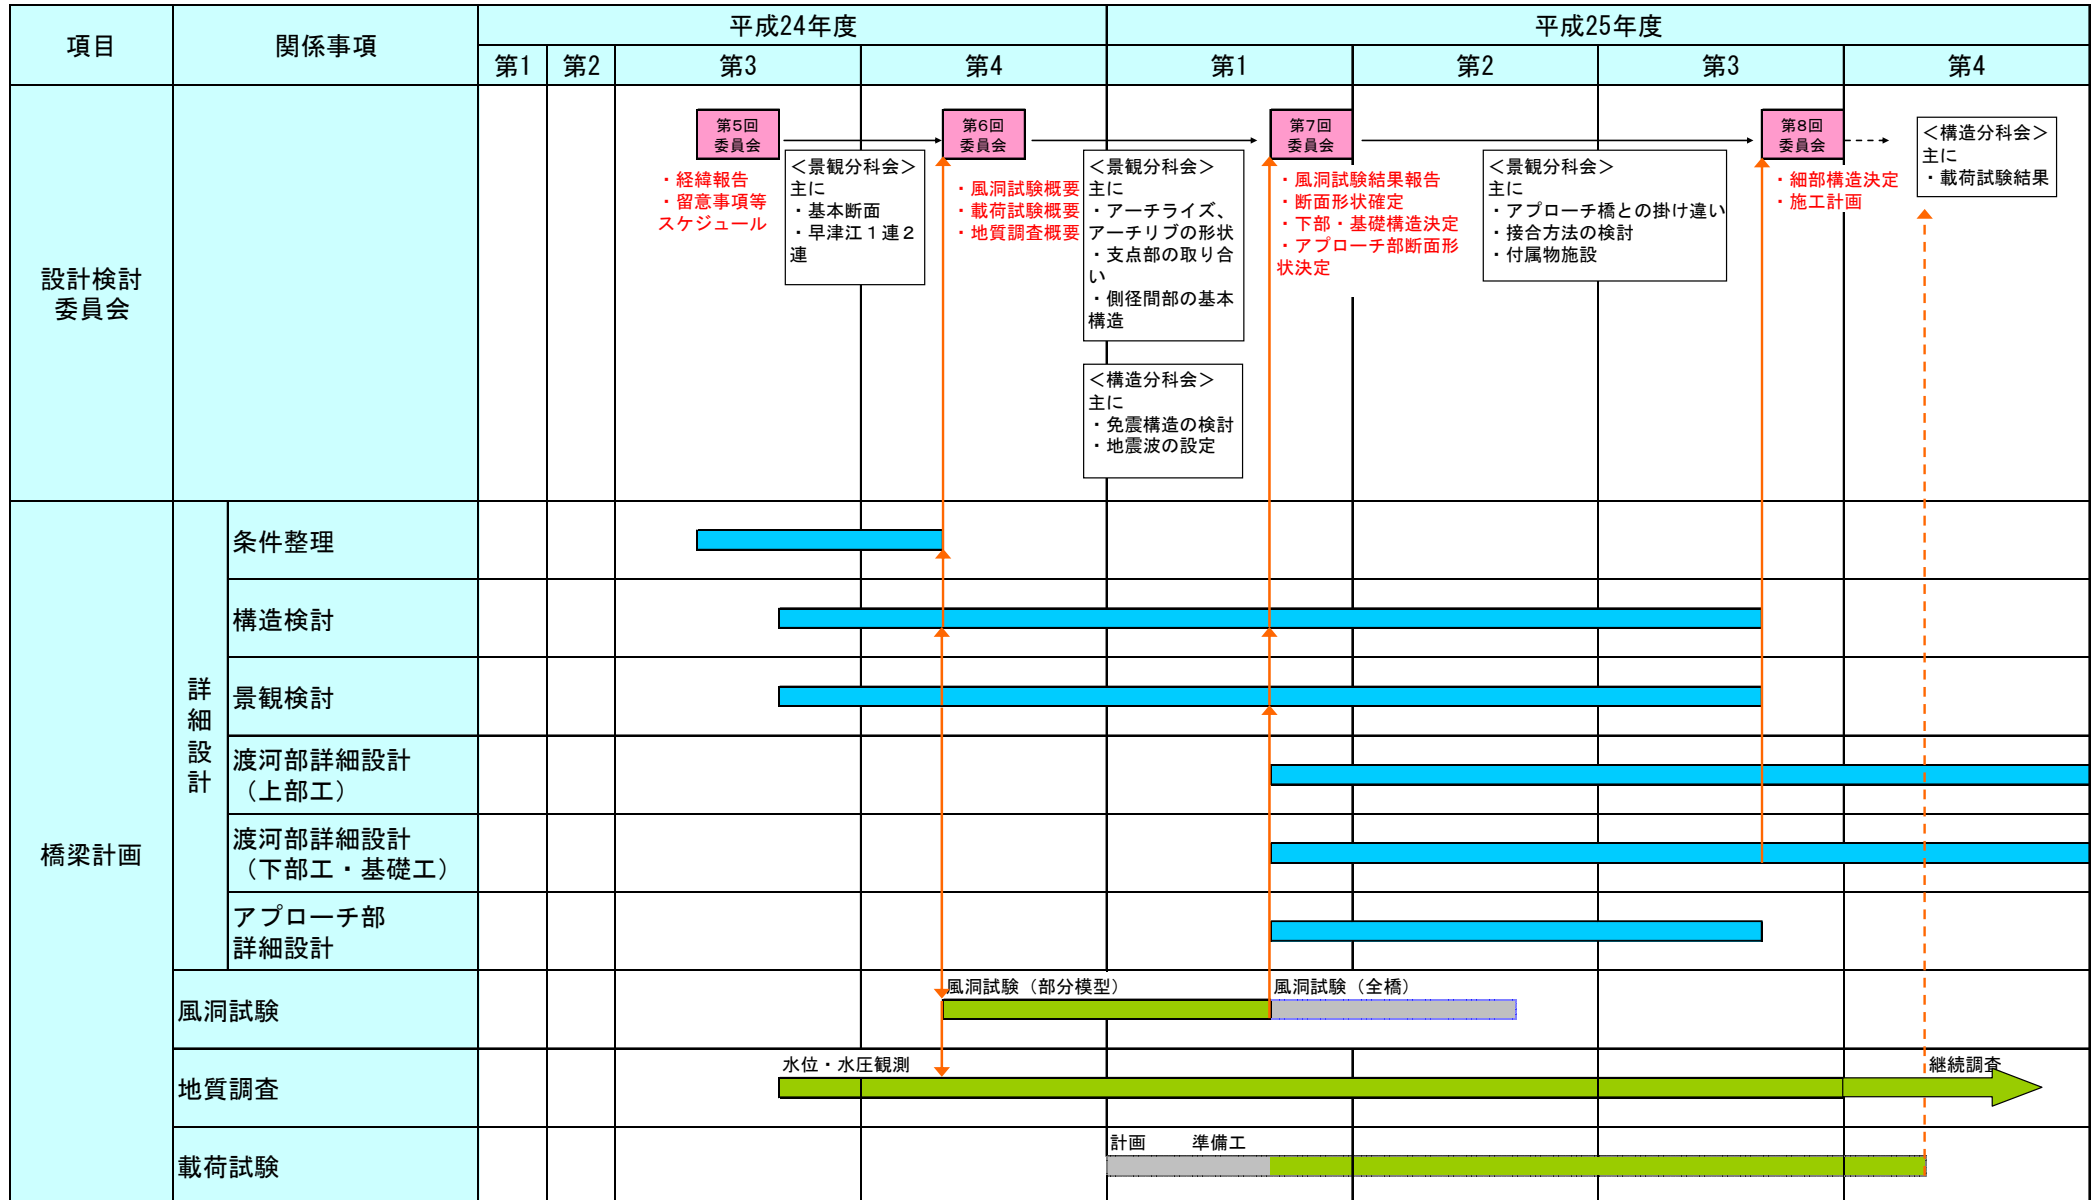 項目
関係事項
平成24年度
平成25年度
第1
第2
第3
第4
第1
第2
第3
第4
設計検討
委員会
第5回
委員会
・経緯報告
・留意事項等
スケジュール
＜景観分科会＞
主に
・基本断面
・早津江１連２
連
第6回
委員会
・風洞試験概要
・載荷試験概要
・地質調査概要
＜景観分科会＞
主に
・アーチライズ、
アーチリブの形状
・支点部の取り合
い
・側径間部の基本
構造
＜構造分科会＞
主に
・免震構造の検討
・地震波の設定
第7回
委員会
・風洞試験結果報告
・断面形状確定
・下部・基礎構造決定
・アプローチ部断面形
状決定
＜景観分科会＞
主に
・アプローチ橋との掛け違い
・接合方法の検討
・付属物施設
第8回
委員会
・細部構造決定
・施工計画
＜構造分科会＞
主に
・載荷試験結果
橋梁計画
詳細設計
条件整理
構造検討
景観検討
渡河部詳細設計
（上部工）
渡河部詳細設計
（下部工・基礎工）
アプローチ部
詳細設計
風洞試験
風洞試験（部分模型）
風洞試験（全橋）
地質調査
水位・水圧観測
継続調査
載荷試験
計画
準備工